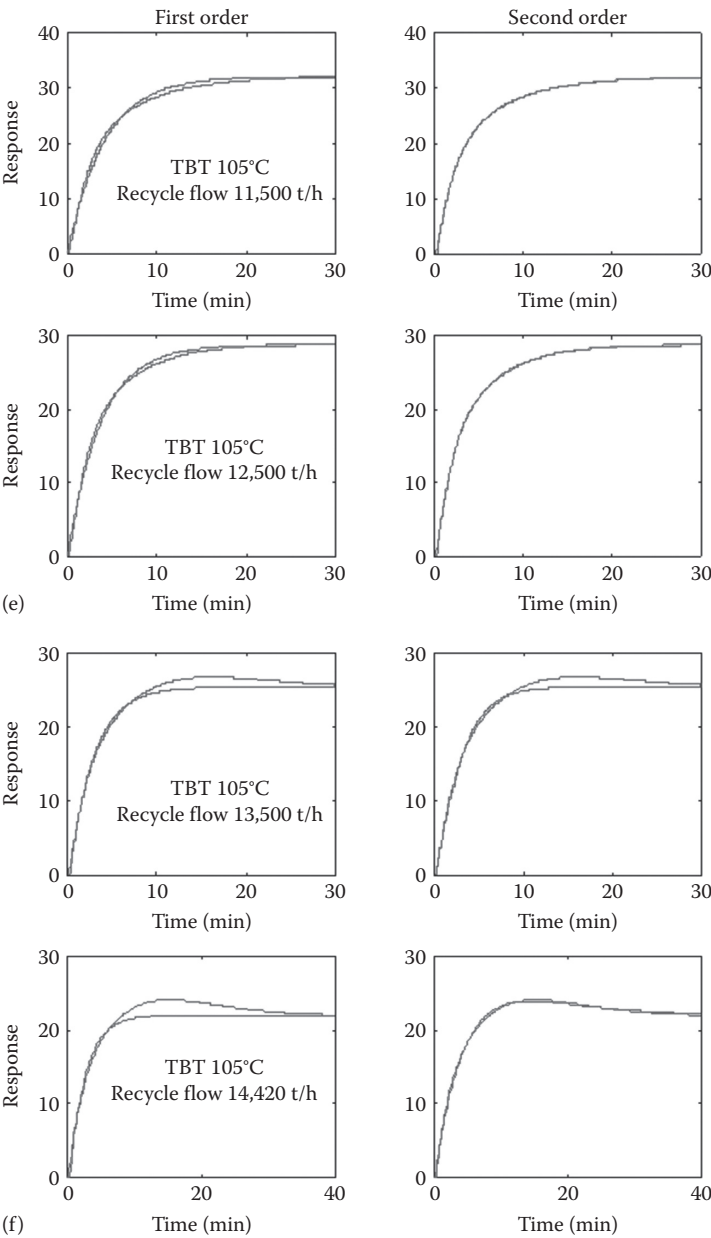 First order
Second order
40
30
20
10
0
Response
TBT 105°C
Recycle flow 11,500 t/h
0 10 20 30
Time (min)
40
30
20
10
0
0 10 20 30
Time (min)
30
20
10
0
Response
TBT 105°C
Recycle flow 12,500 t/h
0 10 20 30
Time (min)
30
20
10
0
0 10 20 30
Time (min)
(e)
30
20
10
0
Response
TBT 105°C
Recycle flow 13,500 t/h
0 10 20 30
Time (min)
30
20
10
0
0 10 20 30
Time (min)
30
20
10
0
Response
TBT 105°C
Recycle flow 14,420 t/h
0 20 40
Time (min)
30
20
10
0
0 20 40
Time (min)
(f)